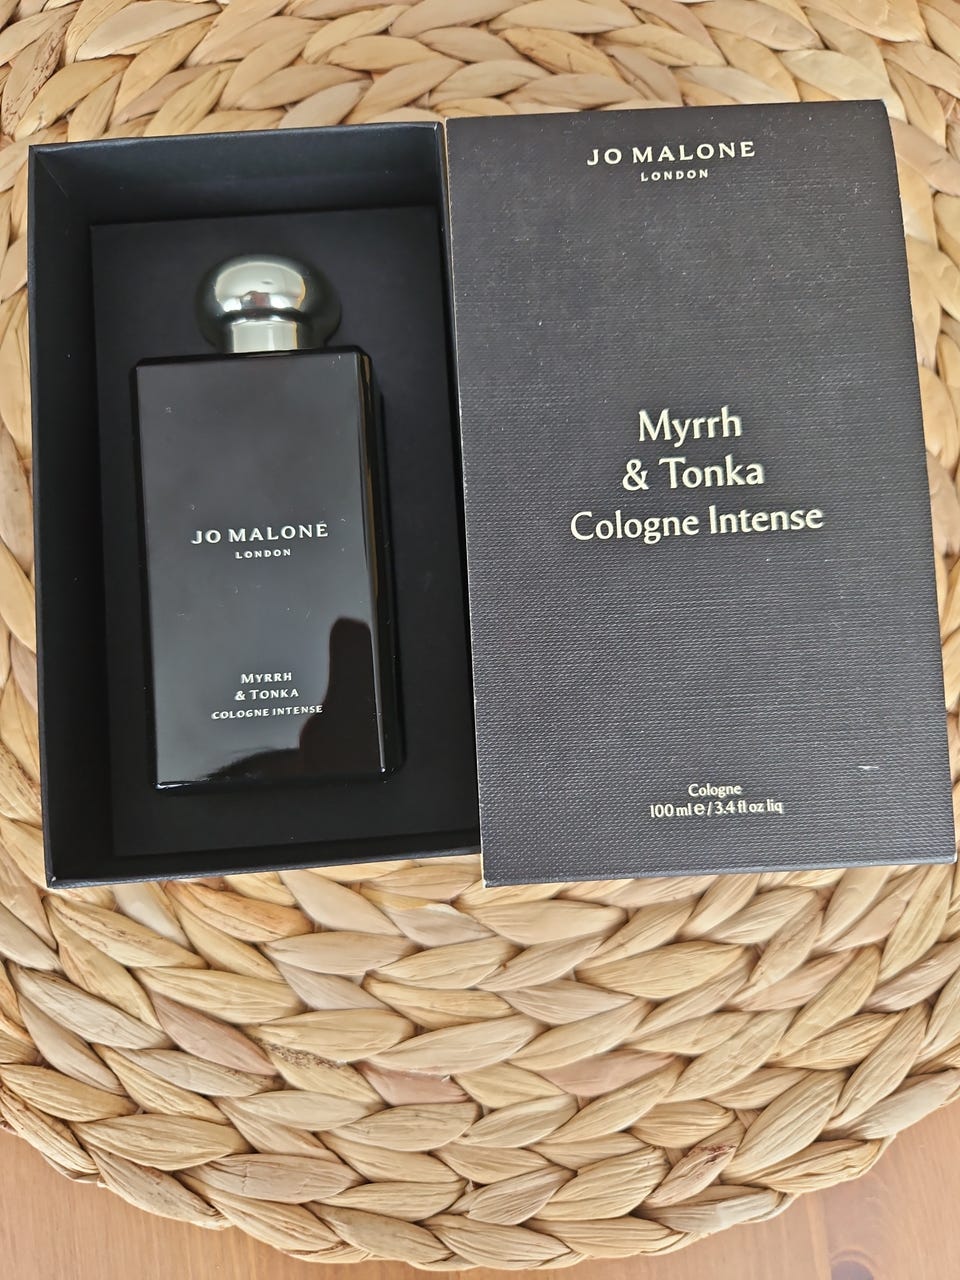 JO MALONE
LONDON
MYRRH
& TONKA
COLOGNE INTENSE
JO MALONE
LONDON
Myrrh
& Tonka
Cologne Intense
Cologne
100 ml e / 3.4 fl oz liq